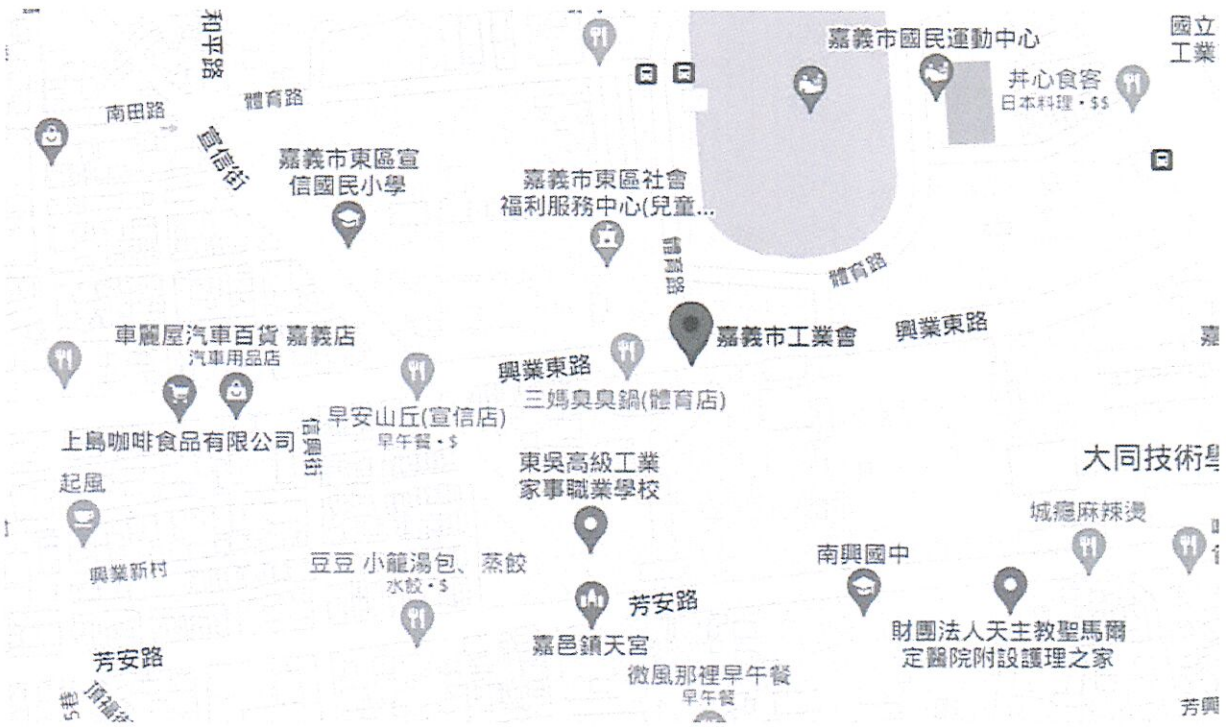 和平路
南田路
體育路
宣信街
嘉義市東區宣
信國民小學
嘉義市東區社會
福利服務中心(兒童...
嘉義市國民運動中心
國立
工業
丼心食客
日本料理・$$
體育路
體育路
車麗屋汽車百貨 嘉義店
汽車用品店
興業東路
嘉義市工業會
興業東路
嘉
三媽臭臭鍋(體育店)
早安山丘(宣信店)
早午餐・$
上島咖啡食品有限公司
信興街
起風
東吳高級工業
家事職業學校
大同技術學
城癮麻辣燙
興業新村
豆豆 小籠湯包、蒸餃
水餃・$
南興國中
芳安路
嘉邑鎮天宮
財團法人天主教聖馬爾
定醫院附設護理之家
芳安路
微風那裡早午餐
早午餐
5巷
頂福街
芳興